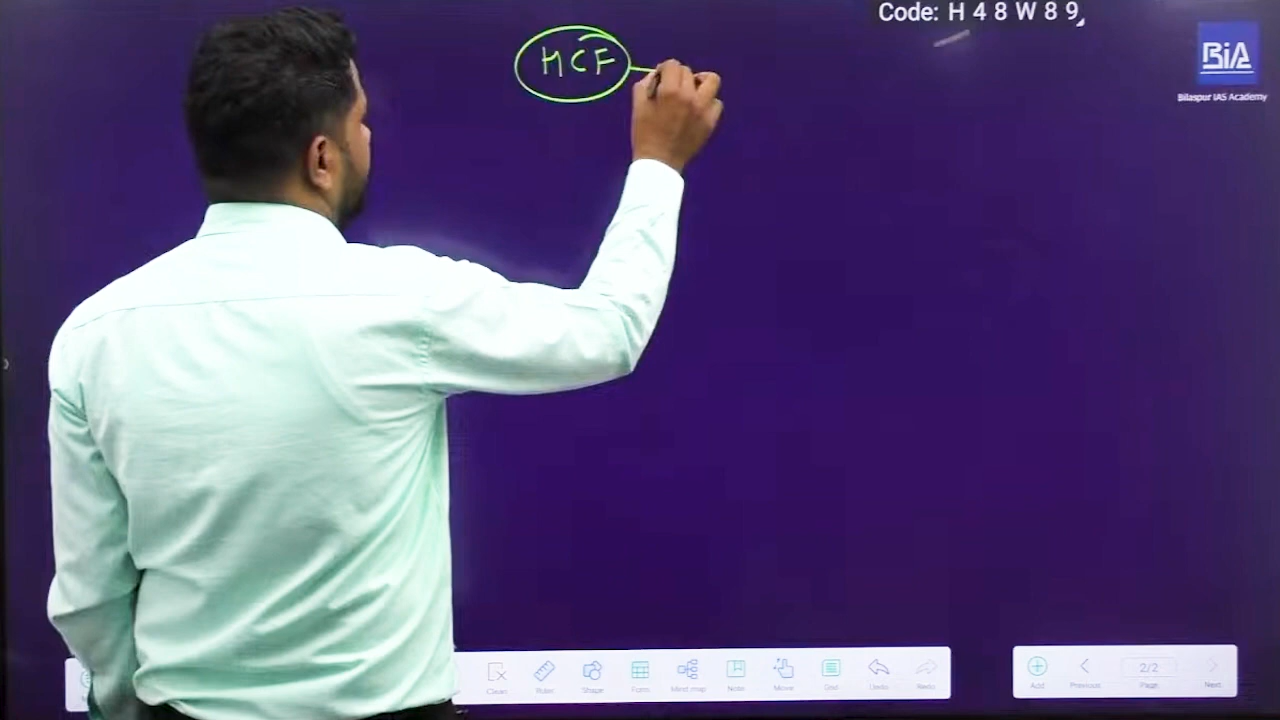 Code: H 4 8 W 8 9
HCF
BiA
Bilaspur IAS Academy
Clean
Ruler
Shape
Form
Mind map
Note
Move
Grid
Undo
Redo
Add
Previous
2/2
Page
Next